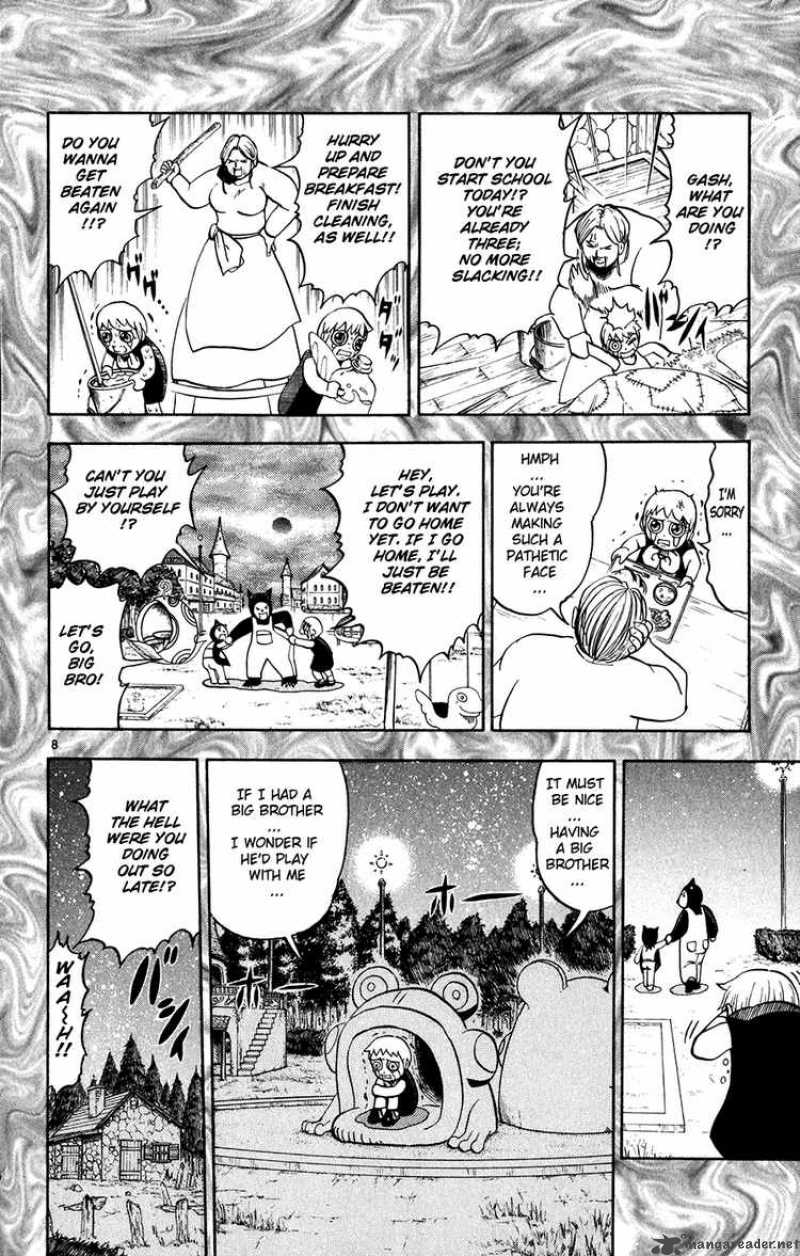 GASH,
WHAT
ARE YOU
DOING
!?
DON'T YOU
START SCHOOL
TODAY!?
YOU'RE
ALREADY
THREE;
NO MORE
SLACKING!!
HURRY
UP AND
PREPARE
BREAKFAST!
FINISH
CLEANING,
AS WELL!!
DO YOU
WANNA
GET
BEATEN
AGAIN
!!?
I'M
SORRY
...
HMPH
...
YOU'RE
ALWAYS
MAKING
SUCH A
PATHETIC
FACE
...
HEY,
LET'S PLAY.
I DON'T WANT
TO GO HOME
YET. IF I GO
HOME, I'LL
JUST BE
BEATEN!!
CAN'T YOU
JUST PLAY
BY YOURSELF
!?
LET'S
GO,
BIG
BRO!
8
IT MUST
BE NICE
...
HAVING
A BIG
BROTHER
...
IF I HAD A
BIG BROTHER
...
I WONDER IF
HE'D PLAY
WITH ME
...
ホーホー
WHAT
THE HELL
WERE YOU
DOING
OUT SO
LATE!?
WAA~H!!
mangareader.net